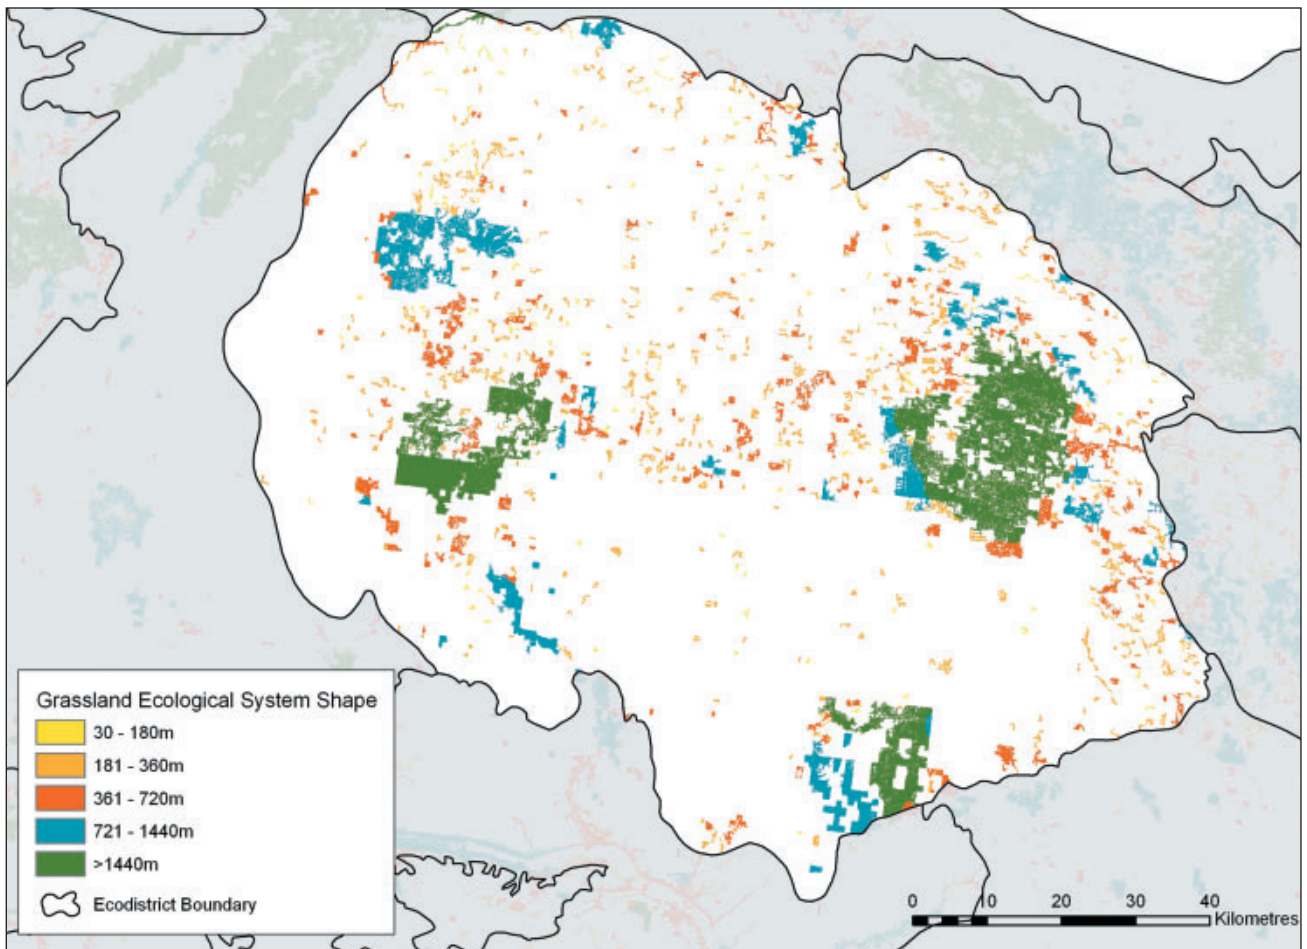 Grassland Ecological System Shape
30 - 180m
181 - 360m
361 - 720m
721 - 1440m
>1440m
Ecodistrict Boundary
0 10 20 30 40
Kilometres